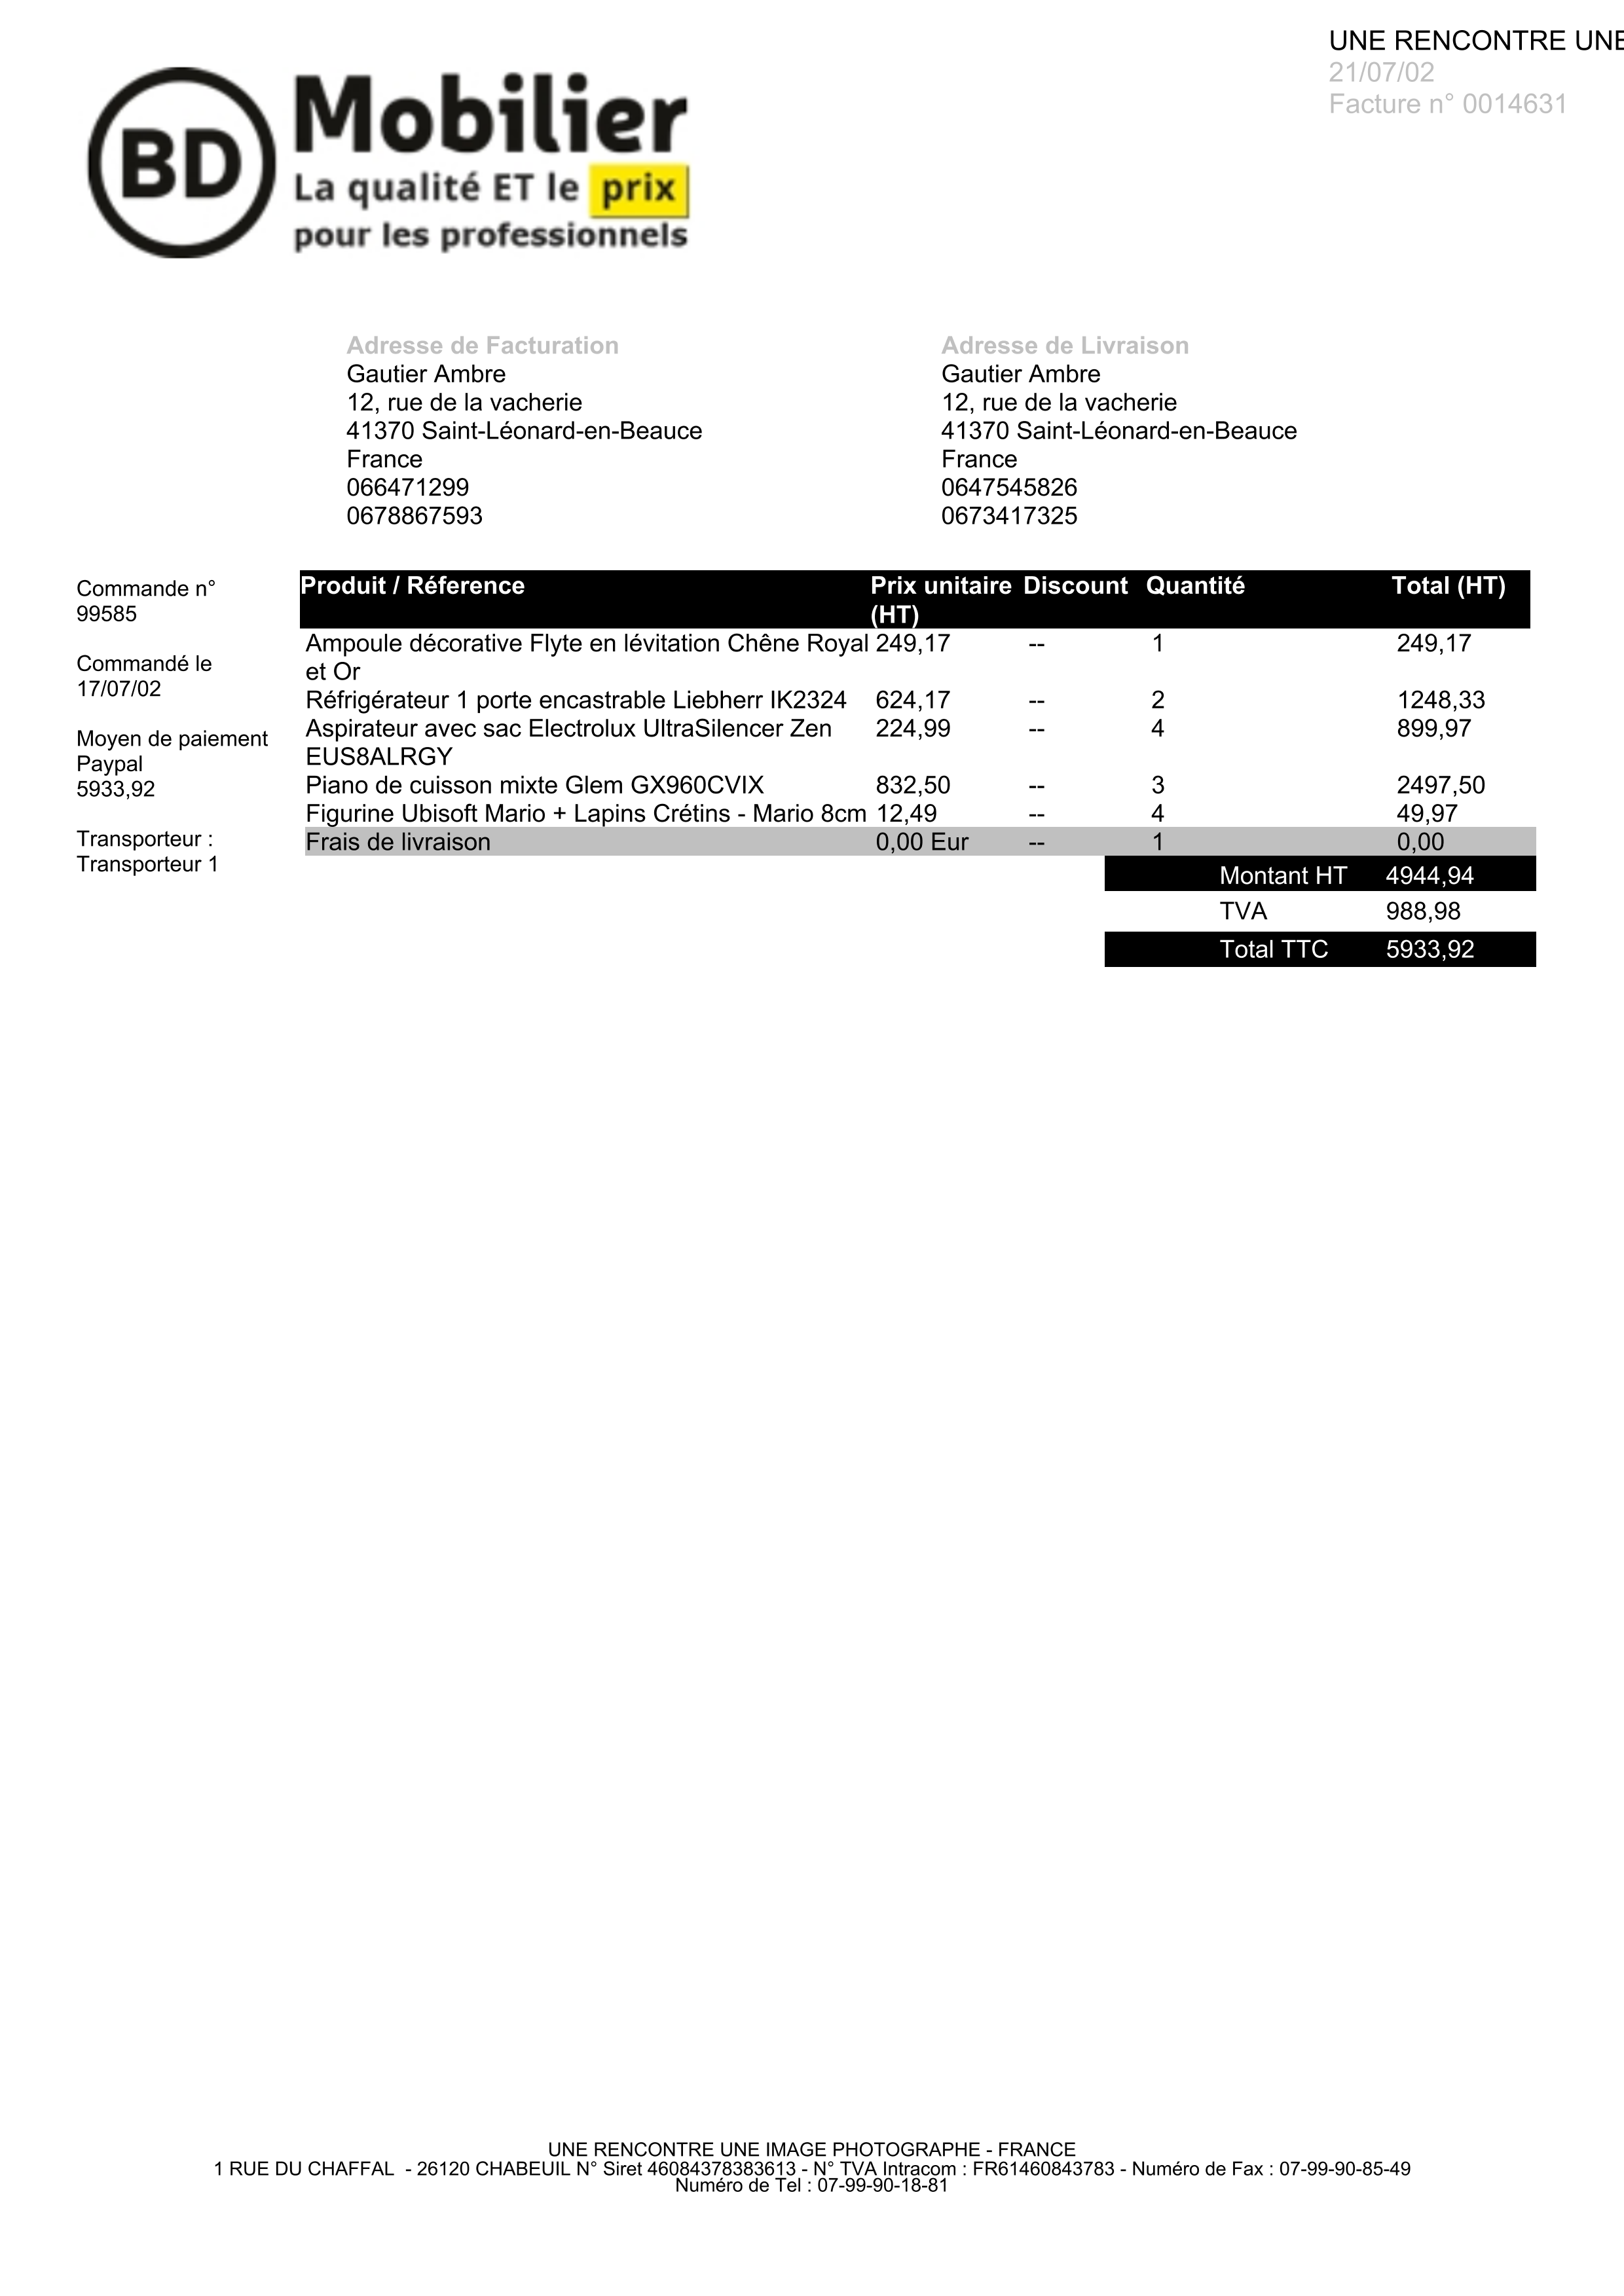 UNE RENCONTRE UNE
21/07/02
Facture n° 0014631
BD
Mobilier
La qualité ET le prix
pour les professionnels
Adresse de Facturation
Gautier Ambre
12, rue de la vacherie
41370 Saint-Léonard-en-Beauce
France
066471299
0678867593
Adresse de Livraison
Gautier Ambre
12, rue de la vacherie
41370 Saint-Léonard-en-Beauce
France
0647545826
0673417325
Commande n°
99585
Commandé le
17/07/02
Moyen de paiement
Paypal
5933,92
Transporteur :
Transporteur 1
Produit / Réference Prix unitaire Discount Quantité Total (HT)
(HT)
Ampoule décorative Flyte en lévitation Chêne Royal 249,17 -- 1 249,17
et Or
Réfrigérateur 1 porte encastrable Liebherr IK2324 624,17 -- 2 1248,33
Aspirateur avec sac Electrolux UltraSilencer Zen 224,99 -- 4 899,97
EUS8ALRGY
Piano de cuisson mixte Glem GX960CVIX 832,50 -- 3 2497,50
Figurine Ubisoft Mario + Lapins Crétins - Mario 8cm 12,49 -- 4 49,97
Frais de livraison 0,00 Eur -- 1 0,00
Montant HT 4944,94
TVA 988,98
Total TTC 5933,92
UNE RENCONTRE UNE IMAGE PHOTOGRAPHE - FRANCE
1 RUE DU CHAFFAL - 26120 CHABEUIL N° Siret 46084378383613 - N° TVA Intracom : FR61460843783 - Numéro de Fax : 07-99-90-85-49
Numéro de Tel : 07-99-90-18-81